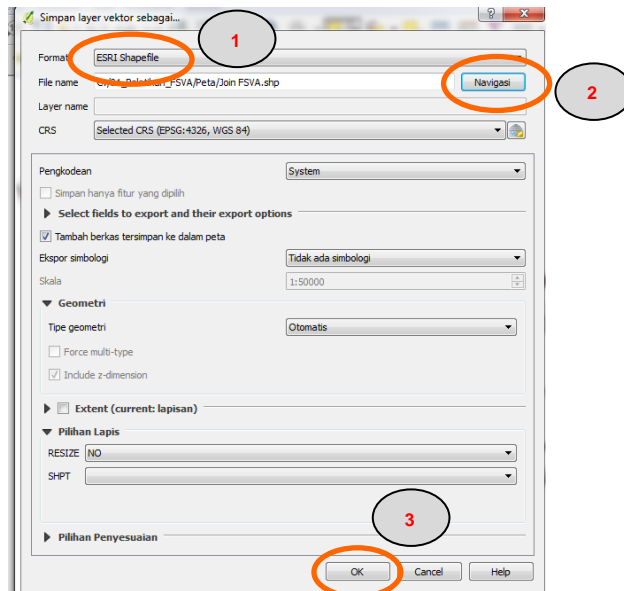 Simpan layer vektor sebagai...
1
Format ESRI Shapefile
File name C:/01_Pelatihan_FSVA/Peta/Join FSVA.shp Navigasi
2
Layer name
CRS Selected CRS (EPSG:4326, WGS 84)
Pengkodean System
Simpan hanya fitur yang dipilih
Select fields to export and their export options
Tambah berkas tersimpan ke dalam peta
Ekspor simbologi Tidak ada simbologi
Skala 1:50000
Geometri
Tipe geometri Otomatis
Force multi-type
Include z-dimension
Extent (current: lapisan)
Pilihan Lapis
RESIZE NO
SHPT
3
Pilihan Penyesuaian
OK Cancel Help